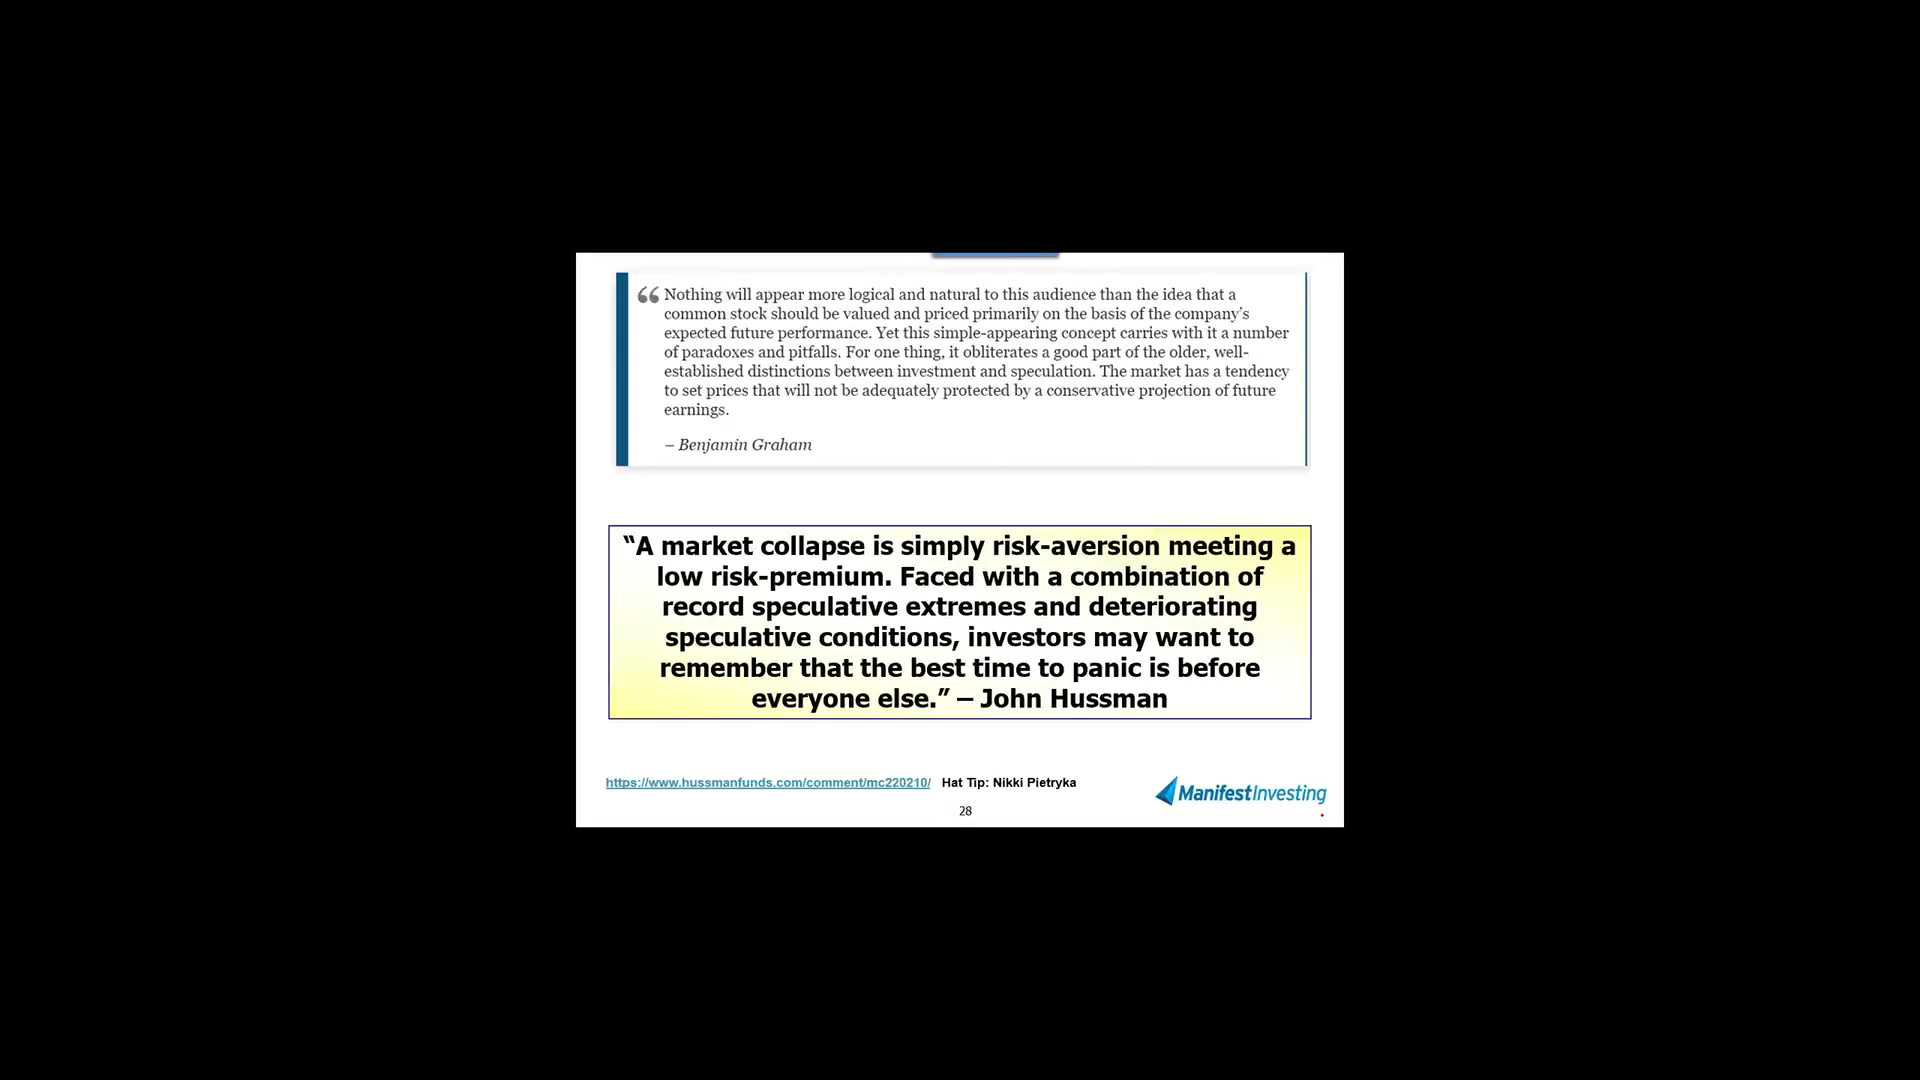 “ Nothing will appear more logical and natural to this audience than the idea that a
common stock should be valued and priced primarily on the basis of the company’s
expected future performance. Yet this simple-appearing concept carries with it a number
of paradoxes and pitfalls. For one thing, it obliterates a good part of the older, well-
established distinctions between investment and speculation. The market has a tendency
to set prices that will not be adequately protected by a conservative projection of future
earnings.
– Benjamin Graham
“A market collapse is simply risk-aversion meeting a
low risk-premium. Faced with a combination of
record speculative extremes and deteriorating
speculative conditions, investors may want to
remember that the best time to panic is before
everyone else.” – John Hussman
https://www.hussmanfunds.com/comment/mc220210/ Hat Tip: Nikki Pietryka
ManifestInvesting
28